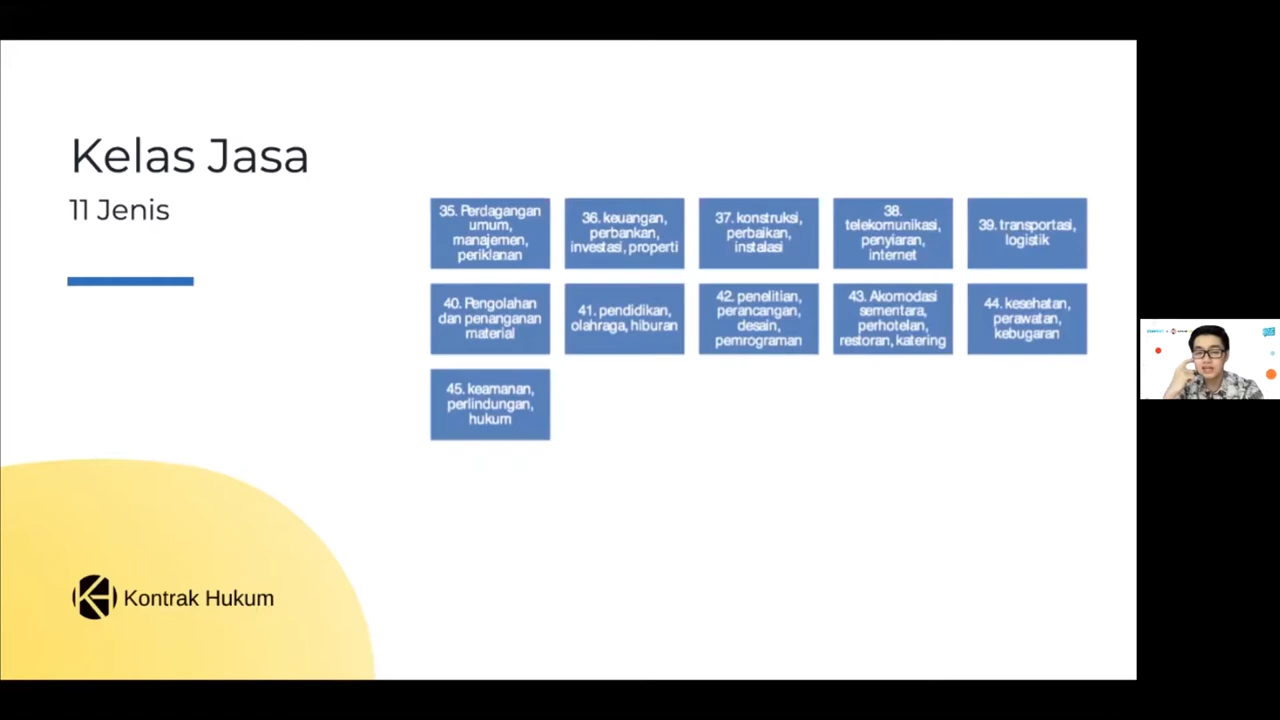 Kelas Jasa
11 Jenis
35. Perdagangan
umum,
manajemen,
periklanan
36. keuangan,
perbankan,
investasi, properti
37. konstruksi,
perbaikan,
instalasi
38.
telekomunikasi,
penyiaran,
internet
39. transportasi,
logistik
40. Pengolahan
dan penanganan
material
41. pendidikan,
olahraga, hiburan
42. penelitian,
perancangan,
desain,
pemrograman
43. Akomodasi
sementara,
perhotelan,
restoran, katering
44. kesehatan,
perawatan,
kebugaran
45. keamanan,
perlindungan,
hukum
Kontrak Hukum